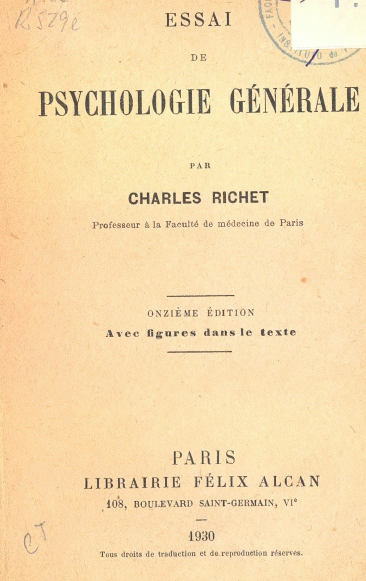 R529e
ESSAI
DE
PSYCHOLOGIE GÉNÉRALE
PAR
CHARLES RICHET
Professeur à la Faculté de médecine de Paris
ONZIÈME ÉDITION
Avec figures dans le texte
PARIS
LIBRAIRIE FÉLIX ALCAN
108, BOULEVARD SAINT-GERMAIN, VIe
1930
Tous droits de traduction et de reproduction réservés.
CT